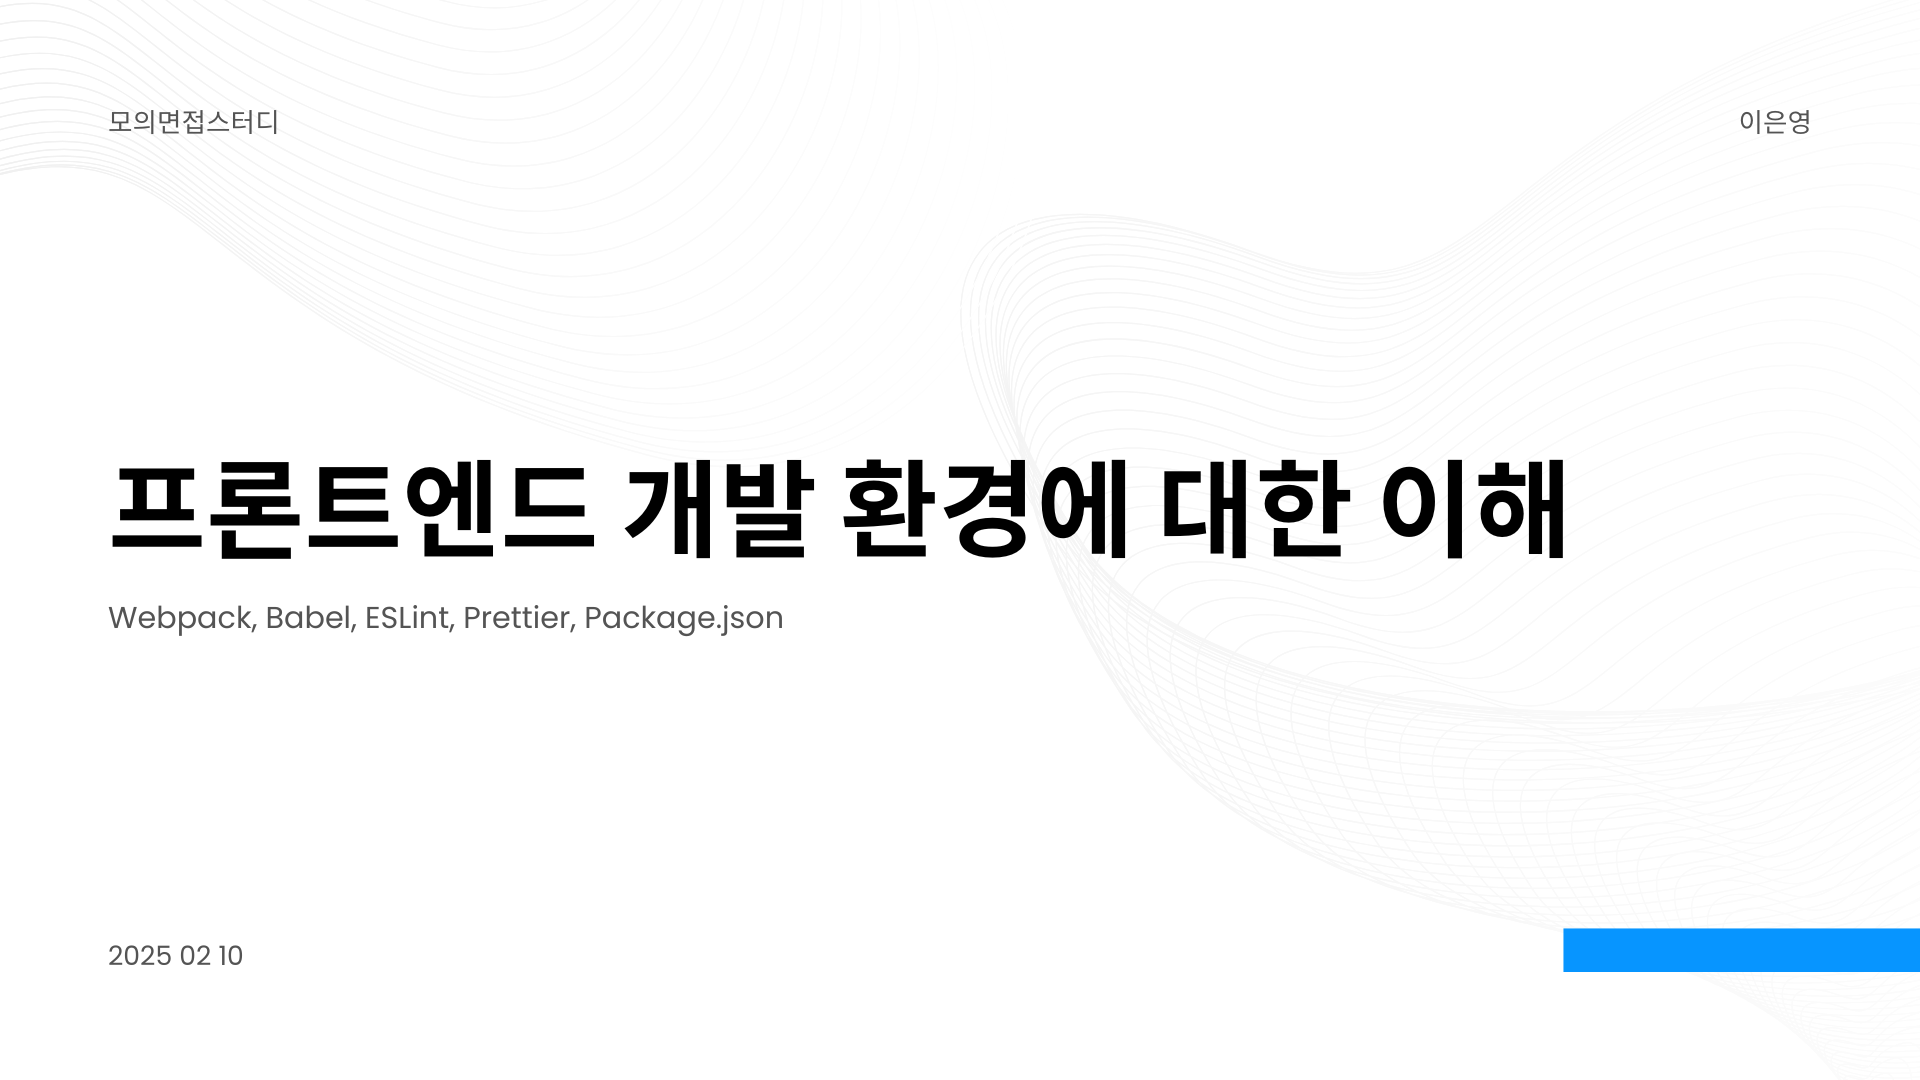 모의면접스터디
이은영
프론트엔드 개발 환경에 대한 이해
Webpack, Babel, ESLint, Prettier, Package.json
2025 02 10